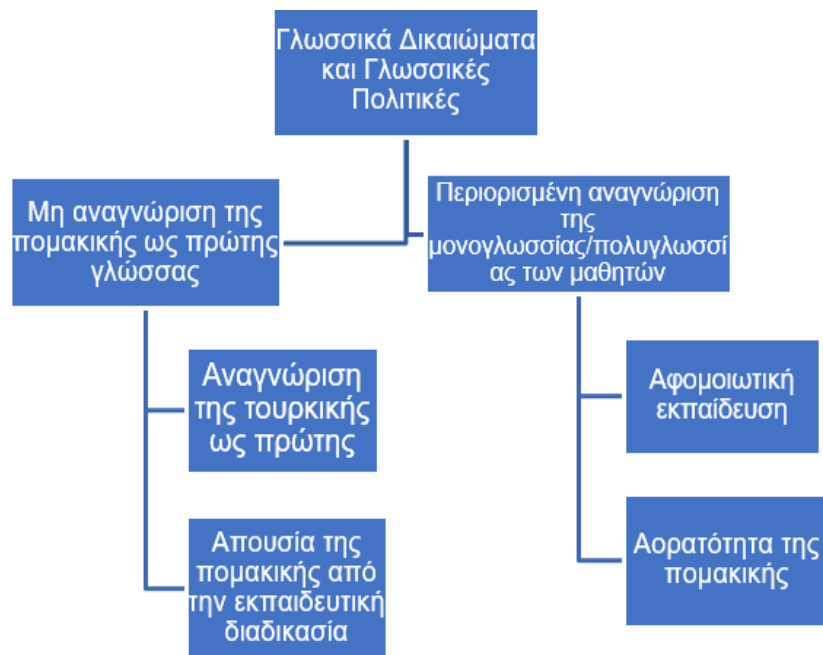 Γλωσσικά Δικαιώματα
και Γλωσσικές
Πολιτικές
Μη αναγνώριση της
πομακικής ως πρώτης
γλώσσας
Αναγνώριση
της τουρκικής
ως πρώτης
Απουσία της
πομακικής από
την εκπαιδευτική
διαδικασία
Περιορισμένη αναγνώριση
της
μονογλωσσίας/πολυγλωσσί
ας των μαθητών
Αφομοιωτική
εκπαίδευση
Αορατότητα της
πομακικής